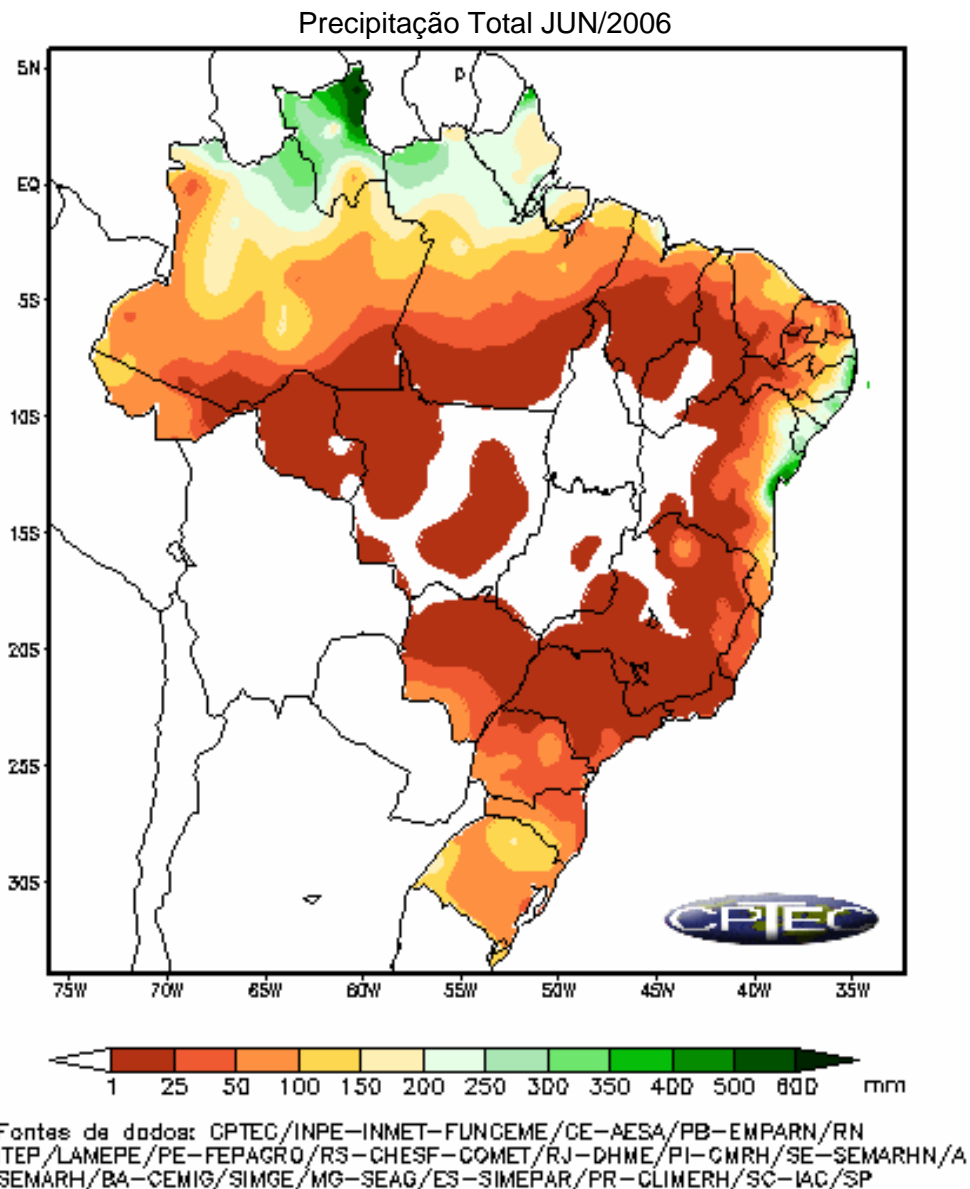 Precipitação Total JUN/2006
5N
EQ
5S
10S
15S
20S
25S
30S
CPTEC
75W 70W 65W 60W 55W 50W 45W 40W 35W
1 25 50 100 150 200 250 300 350 400 500 600 mm
Fontes de dados: CPTEC/INPE-INMET-FUNCEME/CE-AESA/PB-EMPARN/RN
ITEP/LAMEPE/PE-FEPAGRO/RS-CHESF-COMET/RJ-DHME/PI-CMRH/SE-SEMARHN/A
SEMARH/BA-CEMIG/SIMGE/MG-SEAG/ES-SIMEPAR/PR-CLIMERH/SC-IAC/SP